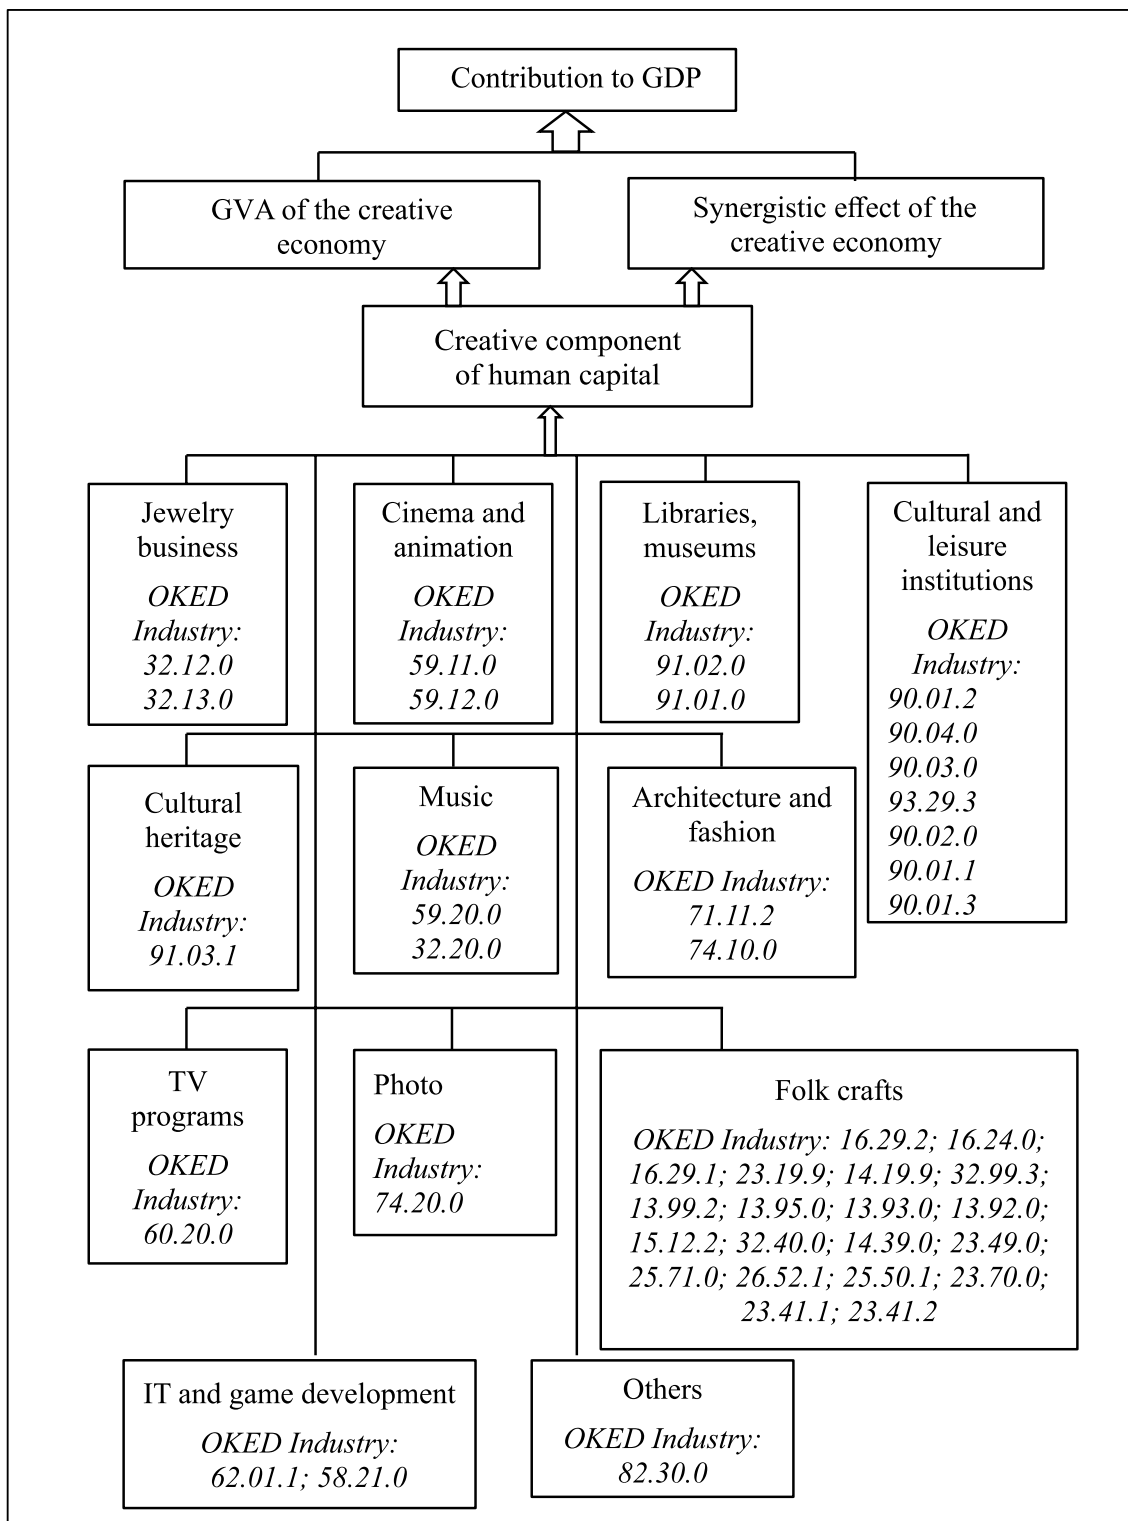 Contribution to GDP
GVA of the creative
economy
Synergistic effect of the
creative economy
Creative component
of human capital
Jewelry
business
OKED
Industry:
32.12.0
32.13.0
Cinema and
animation
OKED
Industry:
59.11.0
59.12.0
Libraries,
museums
OKED
Industry:
91.02.0
91.01.0
Cultural and
leisure
institutions
OKED
Industry:
90.01.2
90.04.0
90.03.0
93.29.3
90.02.0
90.01.1
90.01.3
Cultural
heritage
OKED
Industry:
91.03.1
Music
OKED
Industry:
59.20.0
32.20.0
Architecture and
fashion
OKED Industry:
71.11.2
74.10.0
TV
programs
OKED
Industry:
60.20.0
Photo
OKED
Industry:
74.20.0
Folk crafts
OKED Industry: 16.29.2; 16.24.0;
16.29.1; 23.19.9; 14.19.9; 32.99.3;
13.99.2; 13.95.0; 13.93.0; 13.92.0;
15.12.2; 32.40.0; 14.39.0; 23.49.0;
25.71.0; 26.52.1; 25.50.1; 23.70.0;
23.41.1; 23.41.2
IT and game development
OKED Industry:
62.01.1; 58.21.0
Others
OKED Industry:
82.30.0